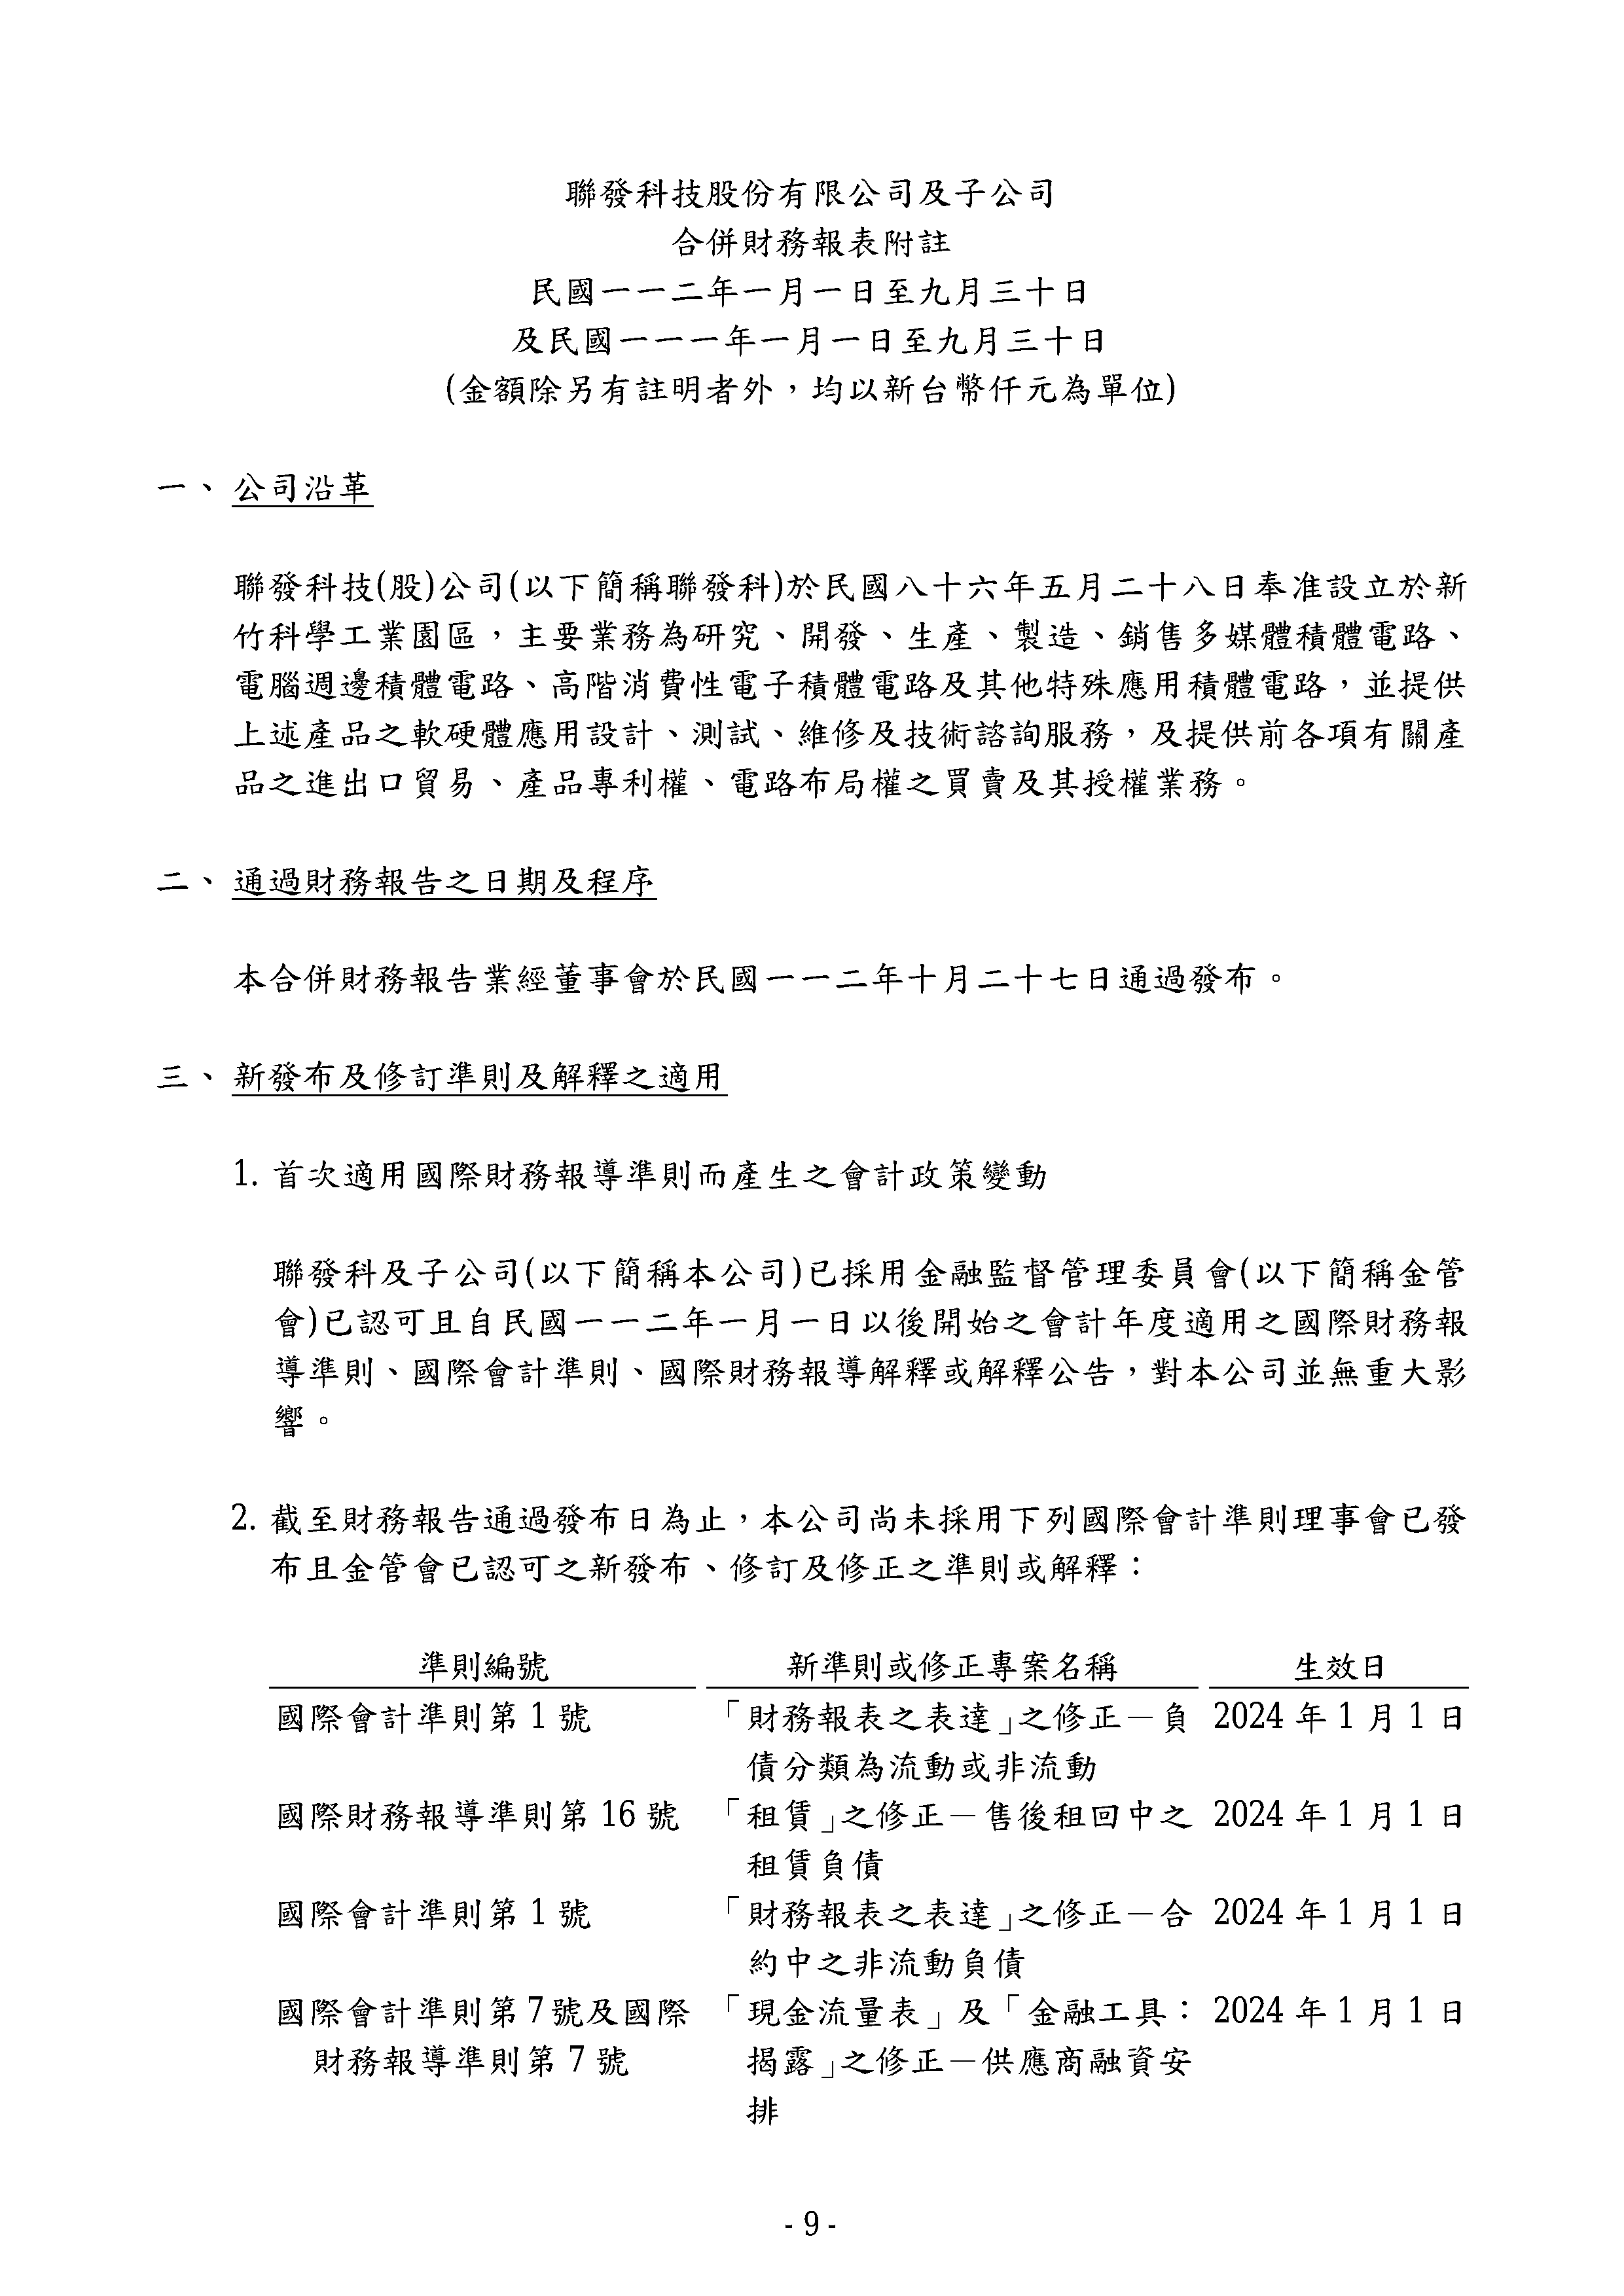 聯發科技股份有限公司及子公司
合併財務報表附註
民國一一二年一月一日至九月三十日
及民國一一一年一月一日至九月三十日
(金額除另有註明者外，均以新台幣仟元為單位)
一、公司沿革
聯發科技(股)公司(以下簡稱聯發科)於民國八十六年五月二十八日奉准設立於新
竹科學工業園區，主要業務為研究、開發、生產、製造、銷售多媒體積體電路、
電腦週邊積體電路、高階消費性電子積體電路及其他特殊應用積體電路，並提供
上述產品之軟硬體應用設計、測試、維修及技術諮詢服務，及提供前各項有關產
品之進出口貿易、產品專利權、電路布局權之買賣及其授權業務。
二、通過財務報告之日期及程序
本合併財務報告業經董事會於民國一一二年十月二十七日通過發布。
三、新發布及修訂準則及解釋之適用
1. 首次適用國際財務報導準則而產生之會計政策變動
聯發科及子公司(以下簡稱本公司)已採用金融監督管理委員會(以下簡稱金管
會)已認可且自民國一一二年一月一日以後開始之會計年度適用之國際財務報
導準則、國際會計準則、國際財務報導解釋或解釋公告，對本公司並無重大影
響。
2. 截至財務報告通過發布日為止，本公司尚未採用下列國際會計準則理事會已發
布且金管會已認可之新發布、修訂及修正之準則或解釋：
準則編號 新準則或修正專案名稱 生效日
國際會計準則第 1 號 「財務報表之表達」之修正－負 2024 年 1 月 1 日
債分類為流動或非流動
國際財務報導準則第 16 號 「租賃」之修正－售後租回中之 2024 年 1 月 1 日
租賃負債
國際會計準則第 1 號 「財務報表之表達」之修正－合 2024 年 1 月 1 日
約中之非流動負債
國際會計準則第 7 號及國際 「現金流量表」及「金融工具： 2024 年 1 月 1 日
財務報導準則第 7 號 揭露」之修正－供應商融資安
排
- 9 -